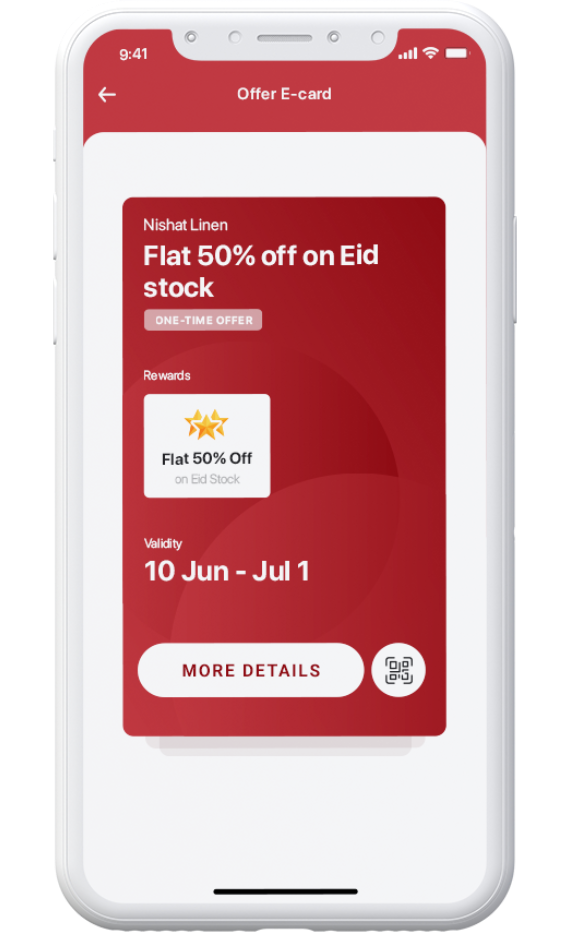 9:41
Offer E-card
Nishat Linen
Flat 50% off on Eid
stock
ONE-TIME OFFER
Rewards
Flat 50% Off
on Eid Stock
Validity
10 Jun - Jul 1
MORE DETAILS